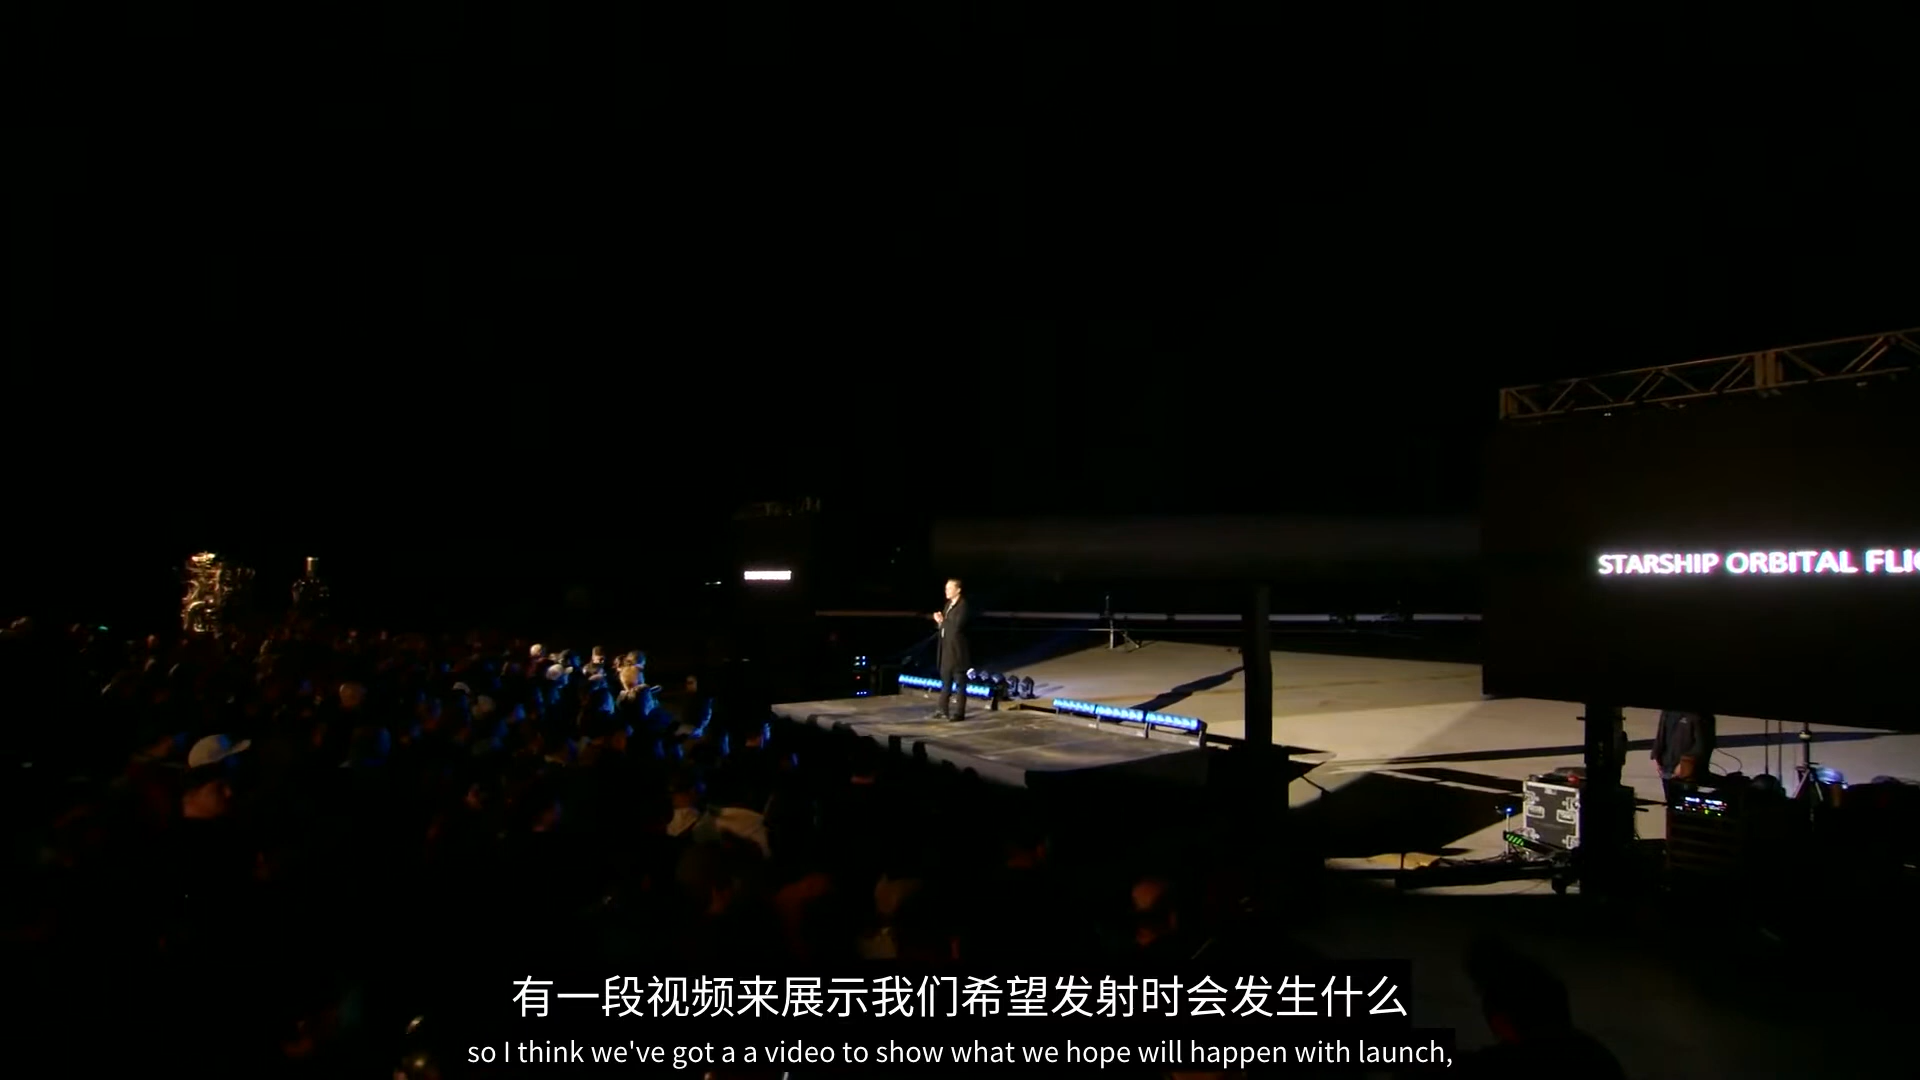 STARSHIP ORBITAL FLIG
有一段视频来展示我们希望发射时会发生什么
so I think we've got a a video to show what we hope will happen with launch,